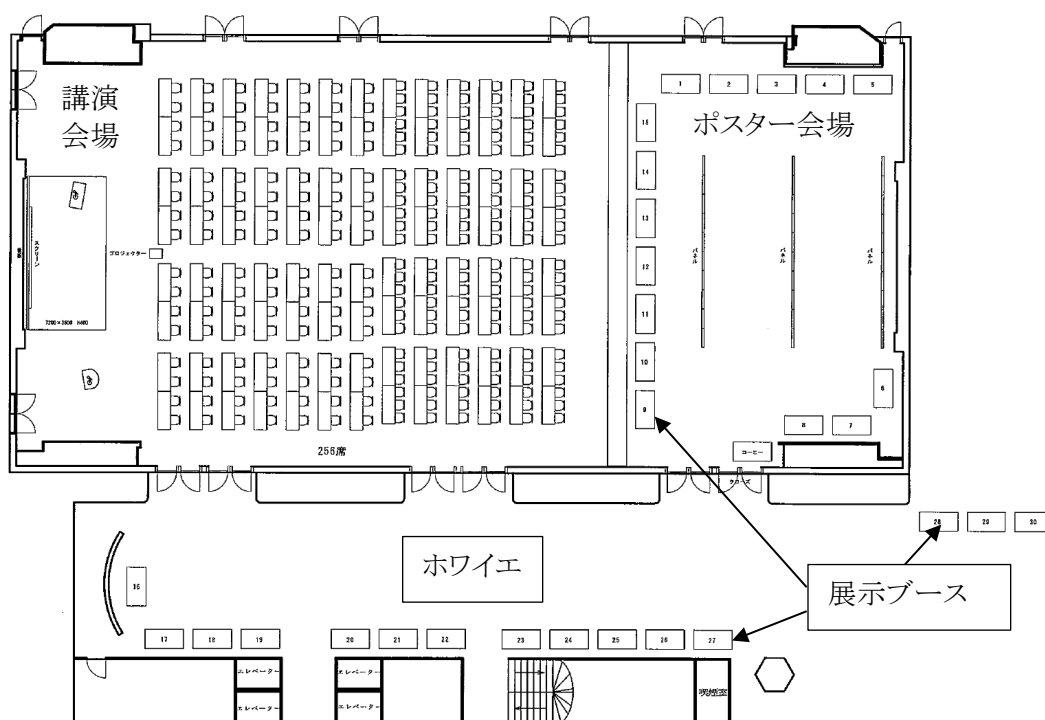 講演
会場
1
2
3
4
5
ポスター会場
15
14
13
12
11
10
9
パネル
パネル
パネル
スクリーン
プロジェクター
6
8
7
コーヒー
256席
クローズ
28
29
30
ホワイエ
展示ブース
16
17
18
19
20
21
22
23
24
25
26
27
エレベーター
エレベーター
エレベーター
エレベーター
喫煙室